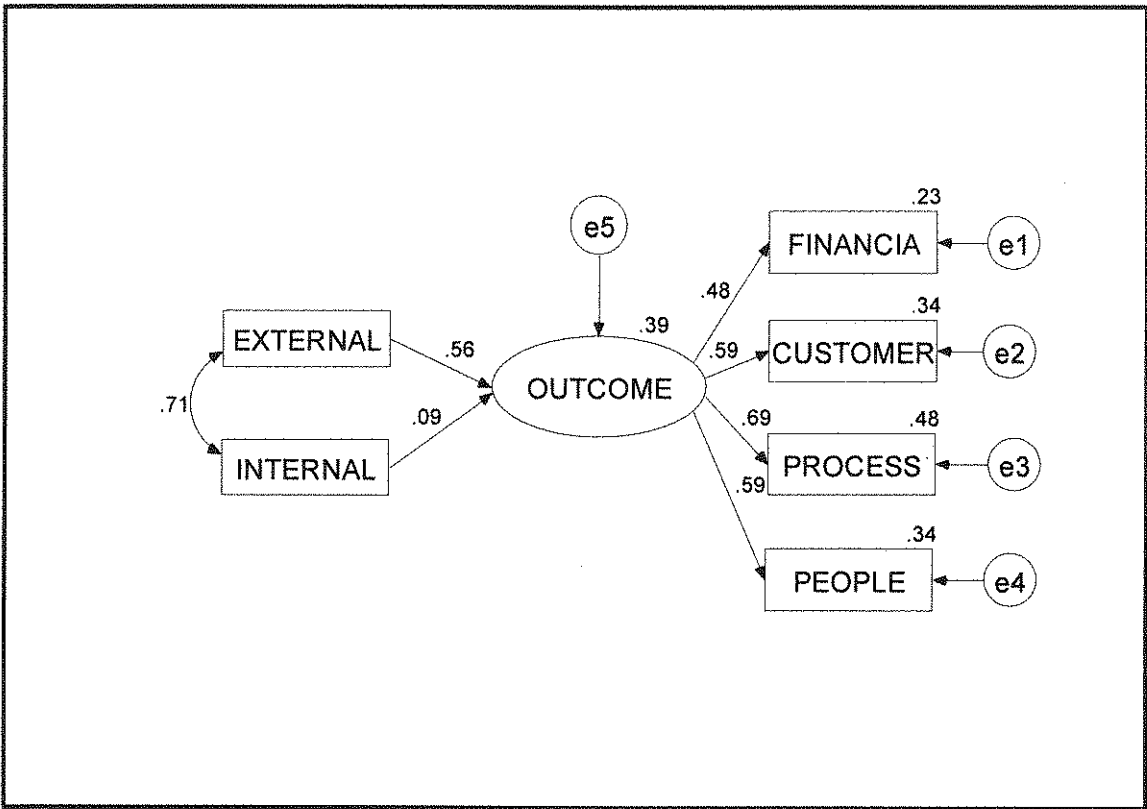 .23
e5
FINANCIA
e1
.48
.34
EXTERNAL
.39
.56
.59
CUSTOMER
e2
OUTCOME
.71
.09
.69
.48
INTERNAL
PROCESS
e3
.59
.34
PEOPLE
e4